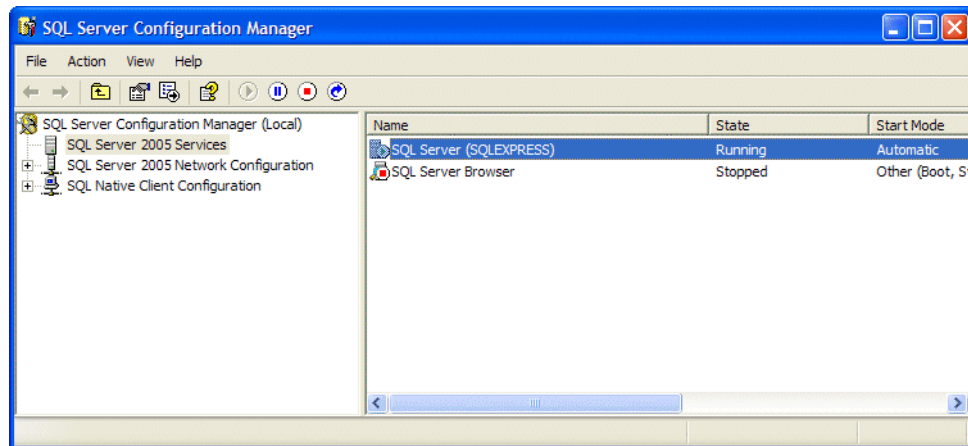 SQL Server Configuration Manager
File Action View Help
SQL Server Configuration Manager (Local)
SQL Server 2005 Services
SQL Server 2005 Network Configuration
SQL Native Client Configuration
Name State Start Mode
SQL Server (SQLEXPRESS) Running Automatic
SQL Server Browser Stopped Other (Boot, S